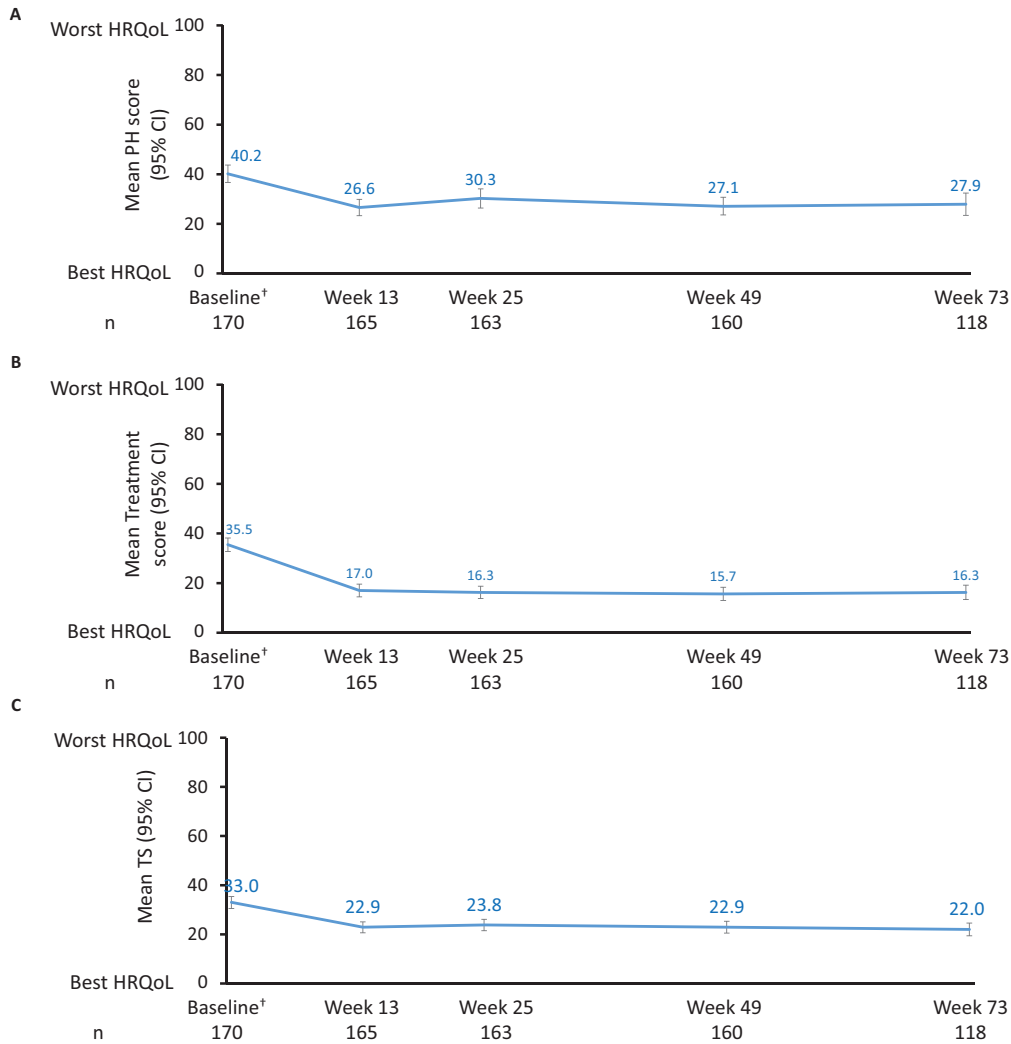 A
Worst HRQoL 100
80
60
40
20
Best HRQoL 0
Mean PH score
(95% CI)
40.2
26.6
30.3
27.1
27.9
Baseline† Week 13 Week 25 Week 49 Week 73
n 170 165 163 160 118
B
Worst HRQoL 100
80
60
40
20
Best HRQoL 0
Mean Treatment
score (95% CI)
35.5
17.0
16.3
15.7
16.3
Baseline† Week 13 Week 25 Week 49 Week 73
n 170 165 163 160 118
C
Worst HRQoL 100
80
60
40
20
Best HRQoL 0
Mean TS (95% CI)
33.0
22.9
23.8
22.9
22.0
Baseline† Week 13 Week 25 Week 49 Week 73
n 170 165 163 160 118